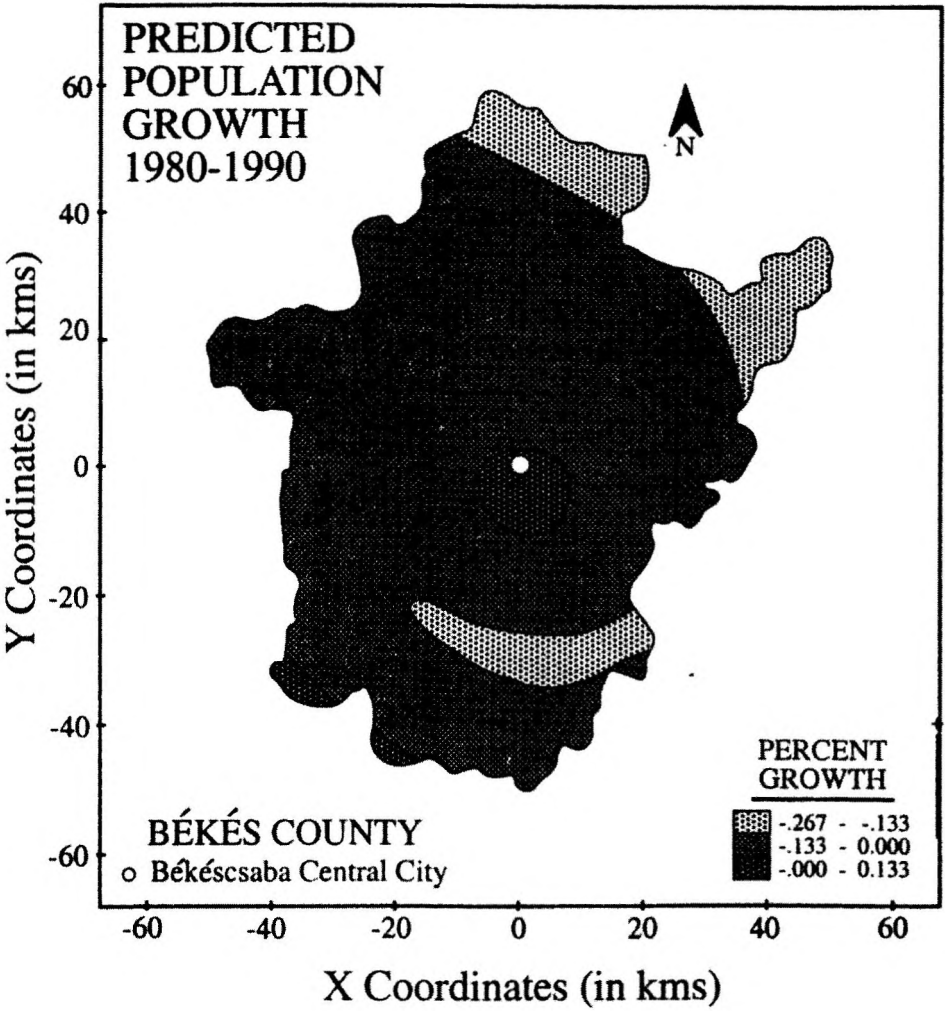 PREDICTED
POPULATION
GROWTH
1980-1990
N
60
40
20
0
-20
-40
-60
Y Coordinates (in kms)
PERCENT
GROWTH
-.267 - -.133
-.133 - 0.000
-.000 - 0.133
BÉKÉS COUNTY
Békéscsaba Central City
-60 -40 -20 0 20 40 60
X Coordinates (in kms)